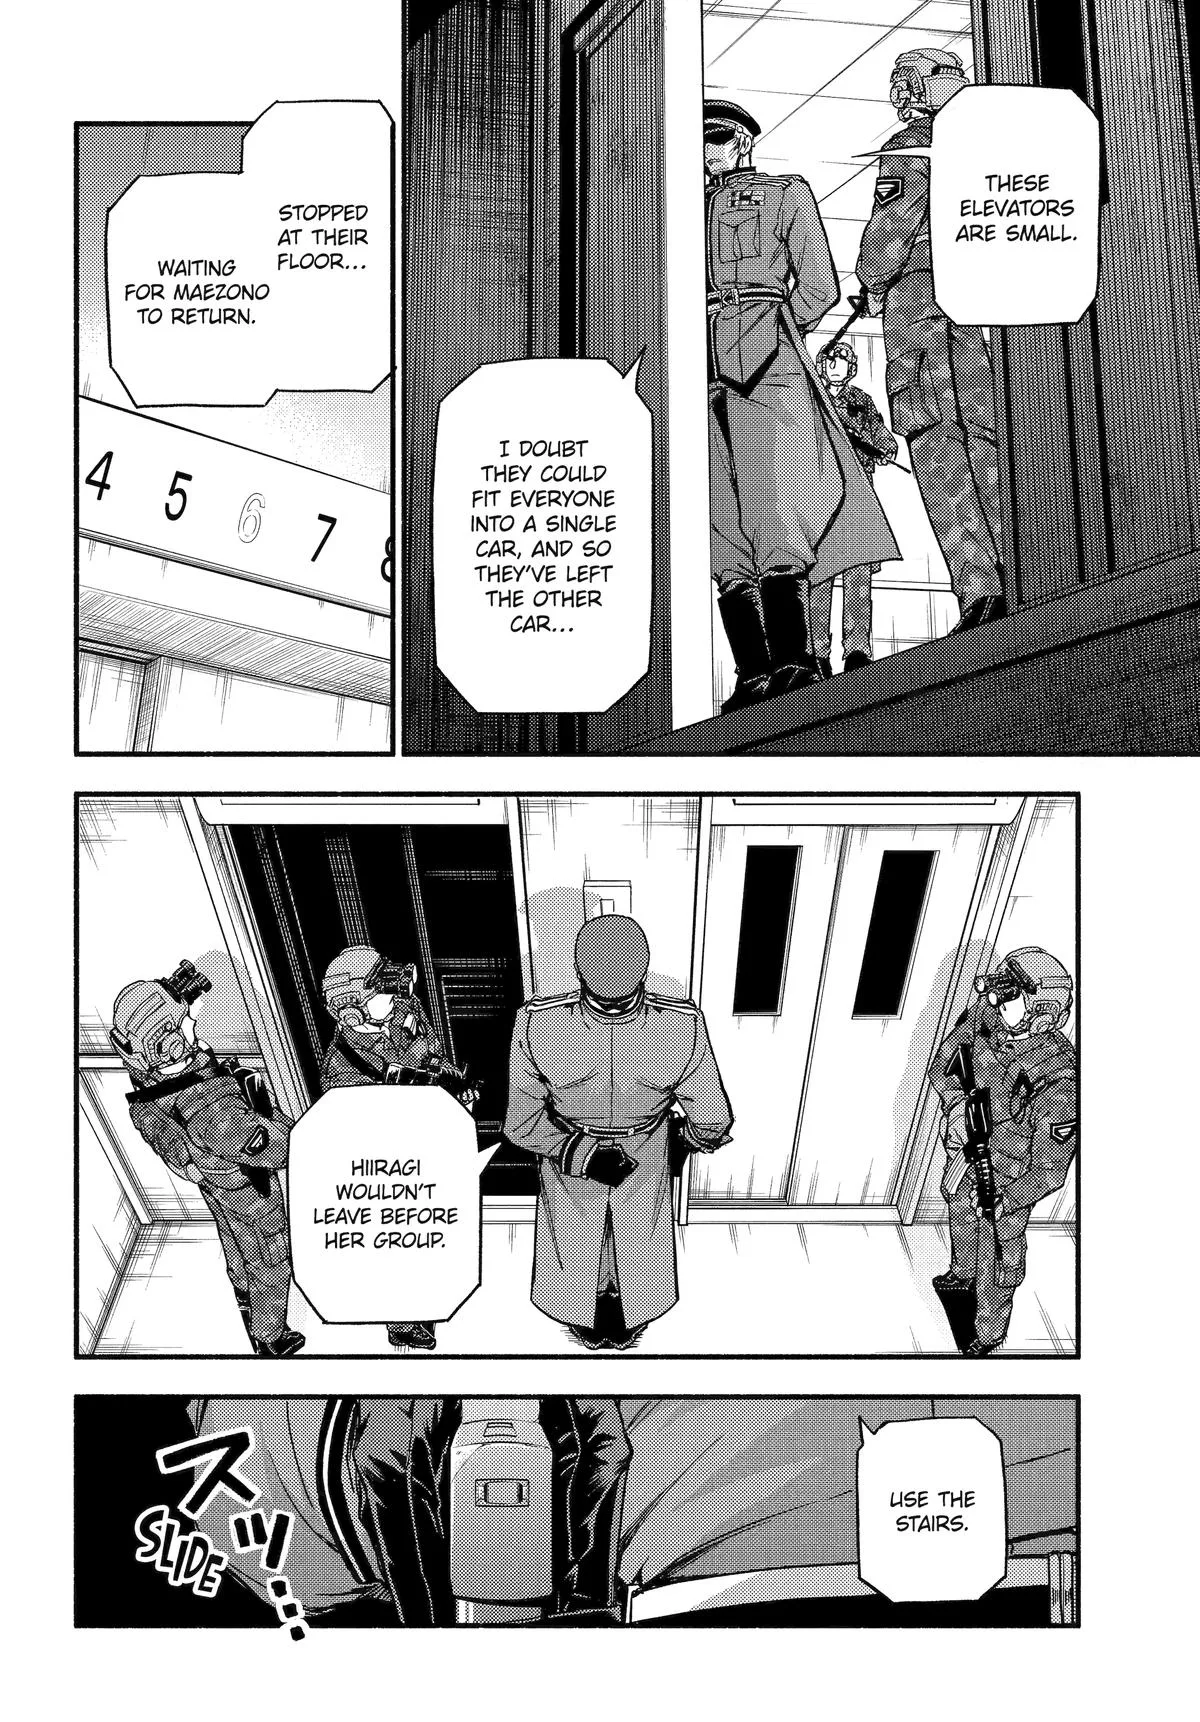 THESE
ELEVATORS
ARE SMALL.
I DOUBT
THEY COULD
FIT EVERYONE
INTO A SINGLE
CAR, AND SO
THEY'VE LEFT
THE OTHER
CAR...
STOPPED
AT THEIR
FLOOR...
WAITING
FOR MAEZONO
TO RETURN.
4 5 6 7 8
HIIRAGI
WOULDN'T
LEAVE BEFORE
HER GROUP.
USE THE
STAIRS.
スッ…
SLIDE